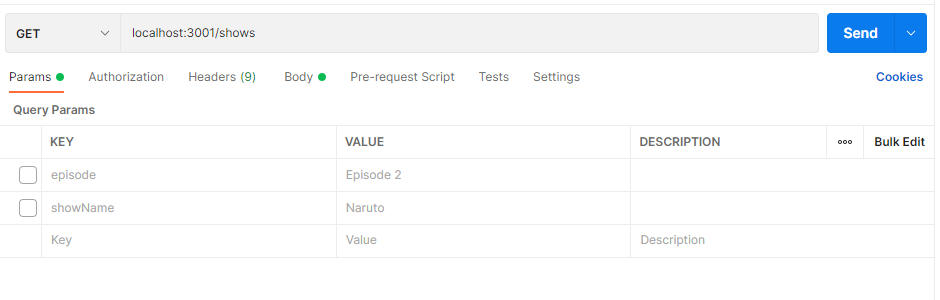 GET localhost:3001/shows Send
Params Authorization Headers (9) Body Pre-request Script Tests Settings Cookies
Query Params
KEY VALUE DESCRIPTION ooo Bulk Edit
episode Episode 2
showName Naruto
Key Value Description